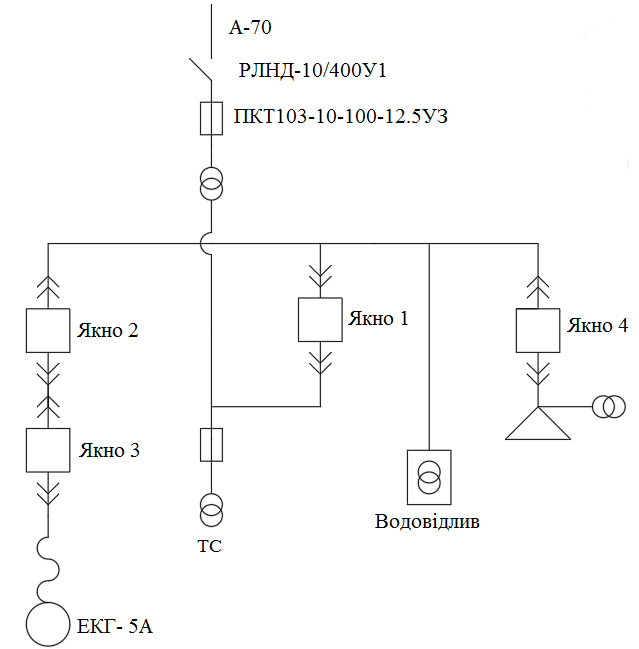 А-70
РЛНД-10/400У1
ПКТ103-10-100-12.5УЗ
Якно 1
Якно 4
Якно 2
Якно 3
Водовідлив
ТС
ЕКГ- 5А